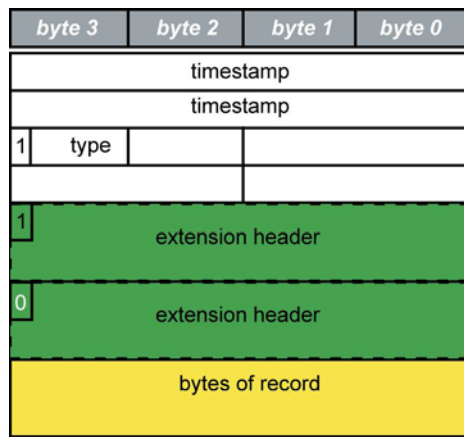 byte 3 byte 2 byte 1 byte 0
timestamp
timestamp
1 type
1
extension header
0
extension header
bytes of record